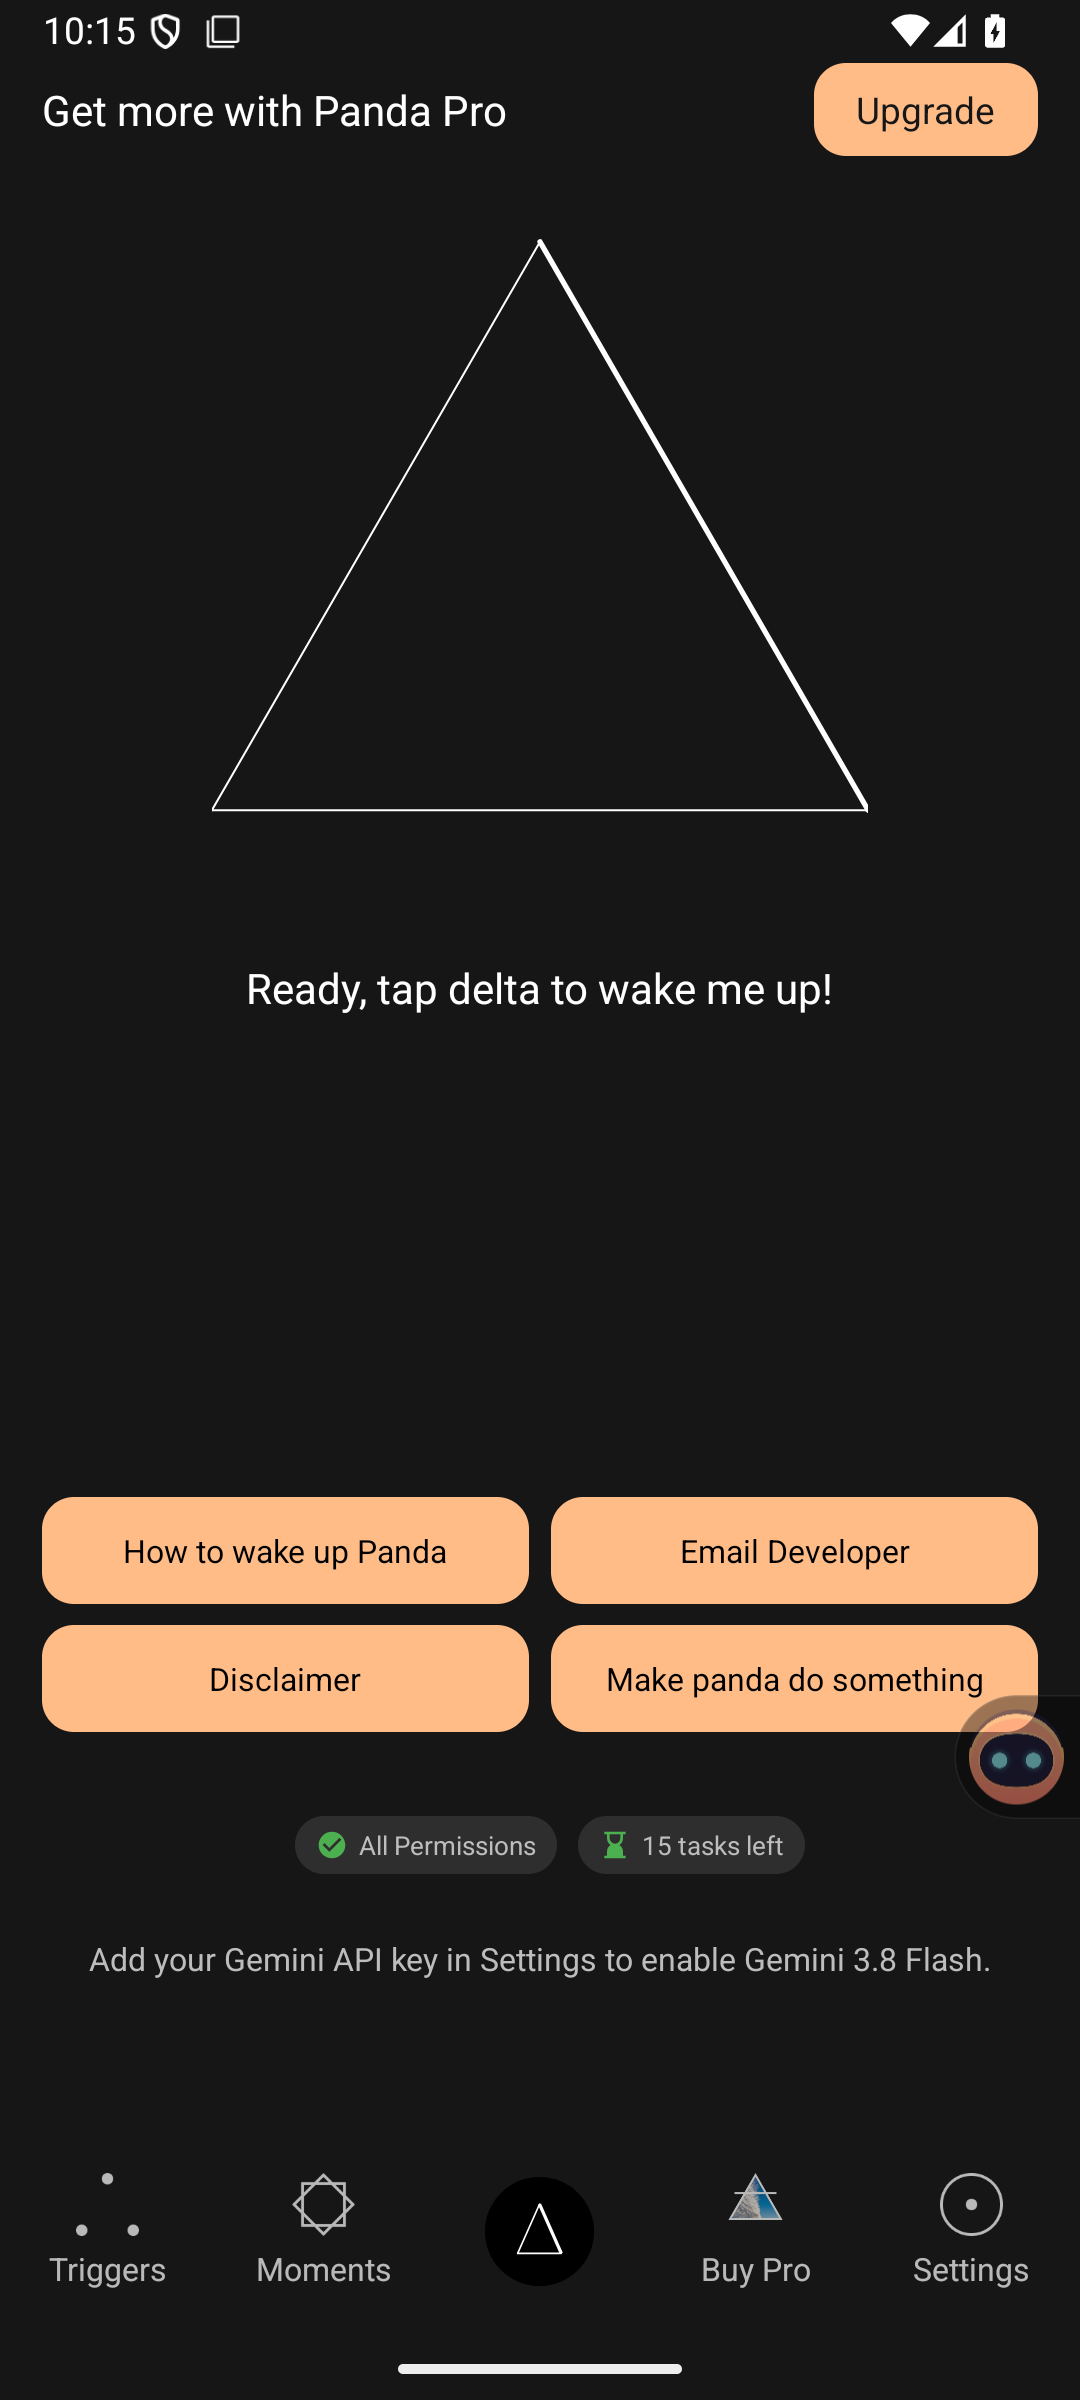 10:15
Get more with Panda Pro
Upgrade
Ready, tap delta to wake me up!
How to wake up Panda
Email Developer
Disclaimer
Make panda do something
All Permissions
15 tasks left
Add your Gemini API key in Settings to enable Gemini 3.8 Flash.
Triggers
Moments
Buy Pro
Settings